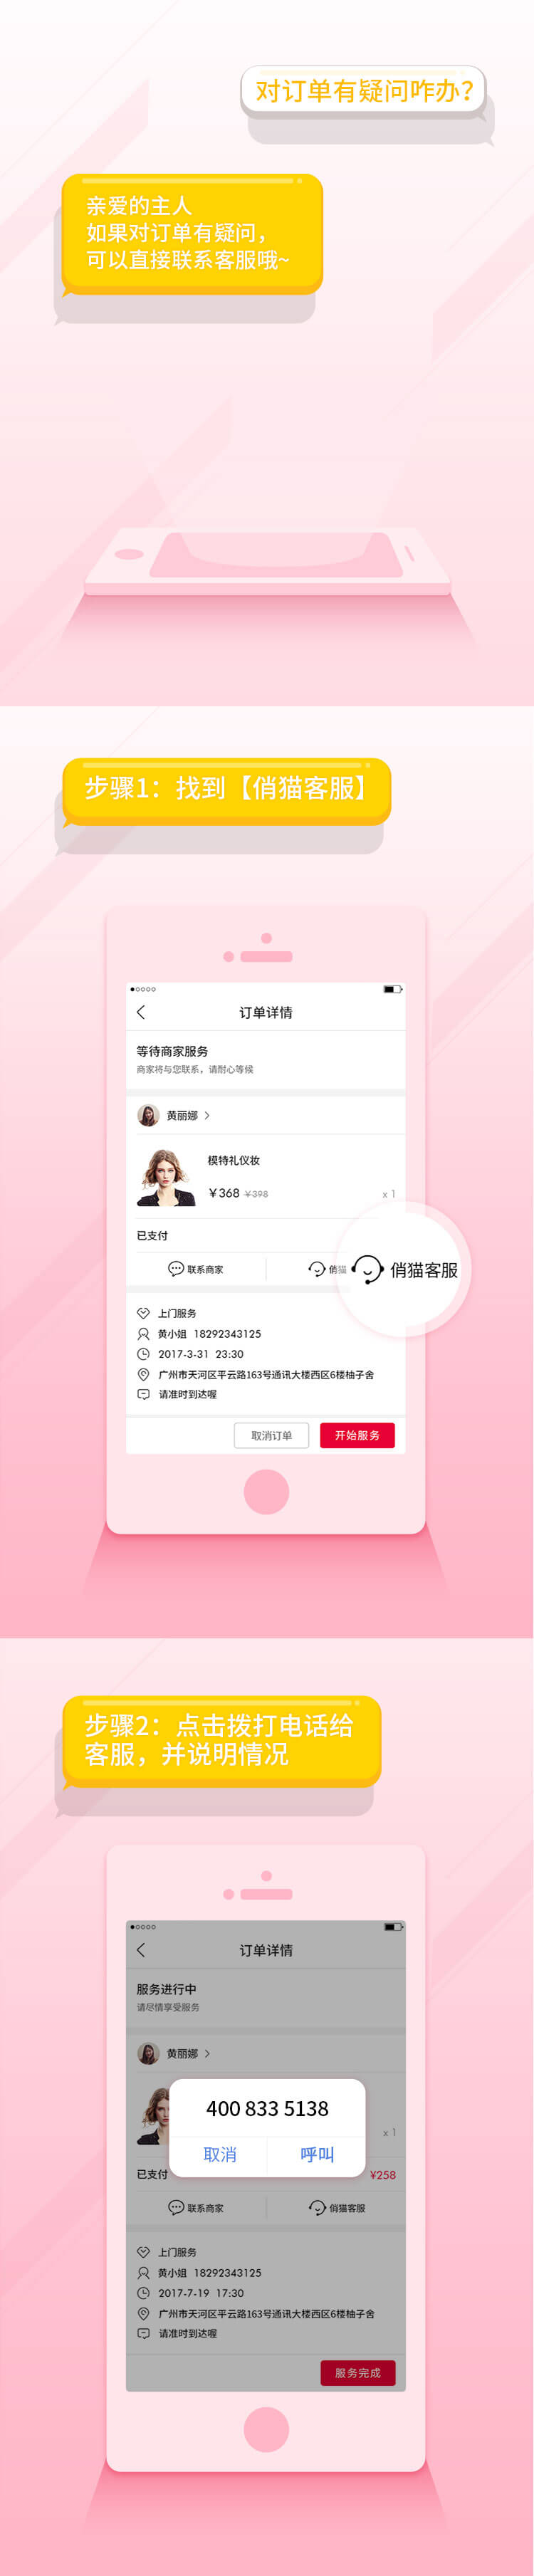 对订单有疑问咋办?
亲爱的主人
如果对订单有疑问，
可以直接联系客服哦~
步骤1：找到【俏猫客服】
订单详情
等待商家服务
商家将与您联系，请耐心等候
黄丽娜
模特礼仪妆
¥368 ¥398
x 1
已支付
联系商家
俏猫
俏猫客服
上门服务
黄小姐 18292343125
2017-3-31 23:30
广州市天河区平云路163号通讯大楼西区6楼柚子舍
请准时到达喔
取消订单
开始服务
步骤2：点击拨打电话给
客服，并说明情况
订单详情
服务进行中
请尽情享受服务
黄丽娜
400 833 5138
x 1
取消
呼叫
已支付
¥258
联系商家
俏猫客服
上门服务
黄小姐 18292343125
2017-7-19 17:30
广州市天河区平云路163号通讯大楼西区6楼柚子舍
请准时到达喔
服务完成